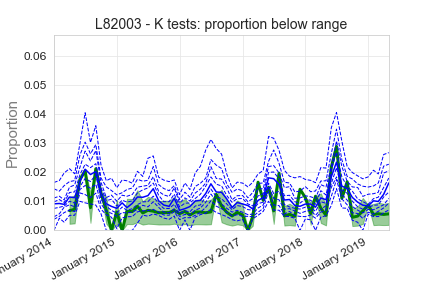 L82003 - K tests: proportion below range
Proportion
0.06
0.05
0.04
0.03
0.02
0.01
0.00
nuary 2014
January 2015
January 2016
January 2017
January 2018
January 2019